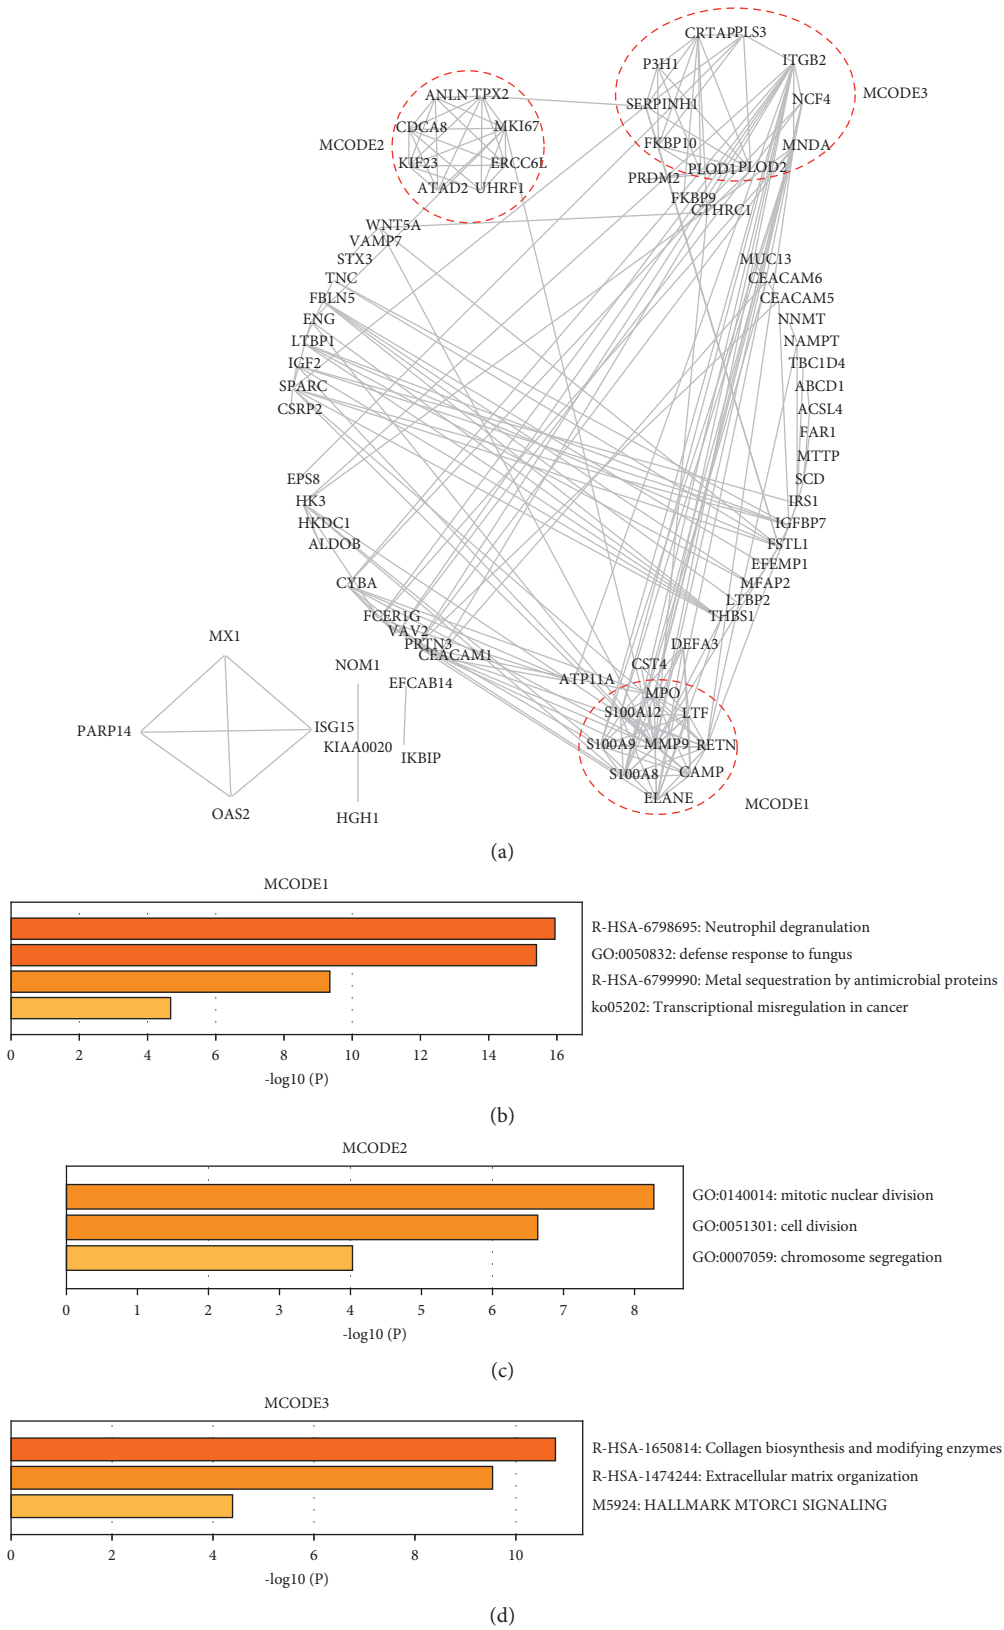 CRTAP PLS3
P3H1
ITGB2
SERPINH1
NCF4
MCODE3
ANLN TPX2
CDCA8
MKI67
MCODE2
FKBP10
MNDA
KIF23
ERCC6L
PLOD1 PLOD2
ATAD2 UHRF1
PRDM2
FKBP9
CTHRC1
WNT5A
VAMP7
STX3
MUC13
TNC
CEACAM6
FBLN5
CEACAM5
ENG
NNMT
LTBP1
NAMPT
IGF2
TBC1D4
SPARC
ABCD1
CSRP2
ACSL4
FAR1
MTTP
EPS8
SCD
HK3
IRS1
HKDC1
IGFBP7
ALDOB
FSTL1
EFEMP1
CYBA
MFAP2
LTBP2
FCER1G
THBS1
VAV2
MX1
PRTN3
DEFA3
CEACAM1
NOM1
CST4
EFCAB14
ATP11A
MPO
S100A12
LTF
PARP14
ISG15
KIAA0020
S100A9 MMP9 RETN
IKBIP
S100A8
CAMP
ELANE
MCODE1
OAS2
HGH1
(a)
MCODE1
R-HSA-6798695: Neutrophil degranulation
GO:0050832: defense response to fungus
R-HSA-6799990: Metal sequestration by antimicrobial proteins
ko05202: Transcriptional misregulation in cancer
0 2 4 6 8 10 12 14 16
-log10 (P)
(b)
MCODE2
GO:0140014: mitotic nuclear division
GO:0051301: cell division
GO:0007059: chromosome segregation
0 1 2 3 4 5 6 7 8
-log10 (P)
(c)
MCODE3
R-HSA-1650814: Collagen biosynthesis and modifying enzymes
R-HSA-1474244: Extracellular matrix organization
M5924: HALLMARK MTORC1 SIGNALING
0 2 4 6 8 10
-log10 (P)
(d)